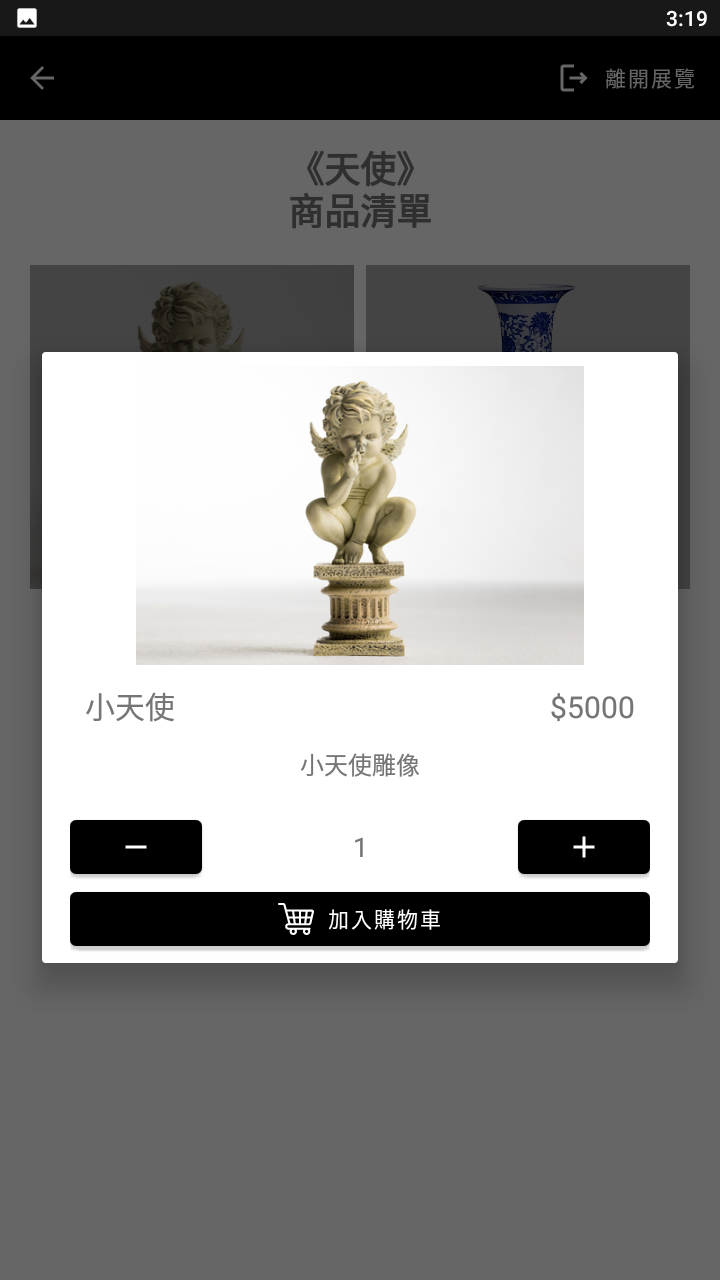 3:19
離開展覽
《天使》
商品清單
小天使
$5000
小天使雕像
1
加入購物車